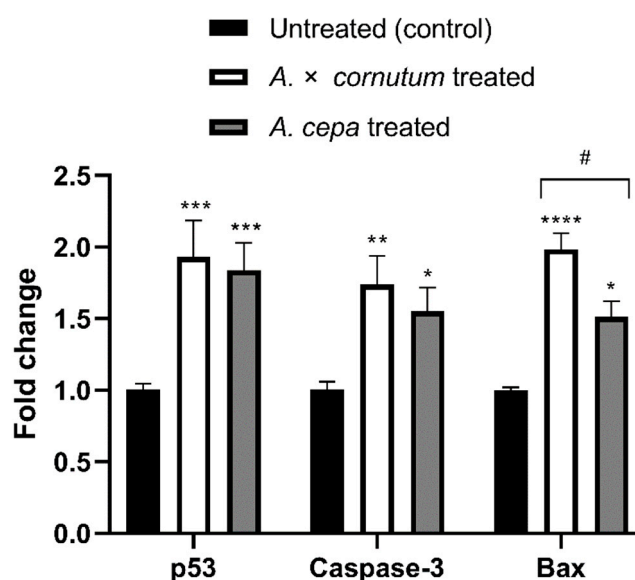 Untreated (control)
A. × cornutum treated
A. cepa treated
#
2.5
2.0
1.5
1.0
0.5
0.0
Fold change
*** ***
** *
**** *
p53 Caspase-3 Bax